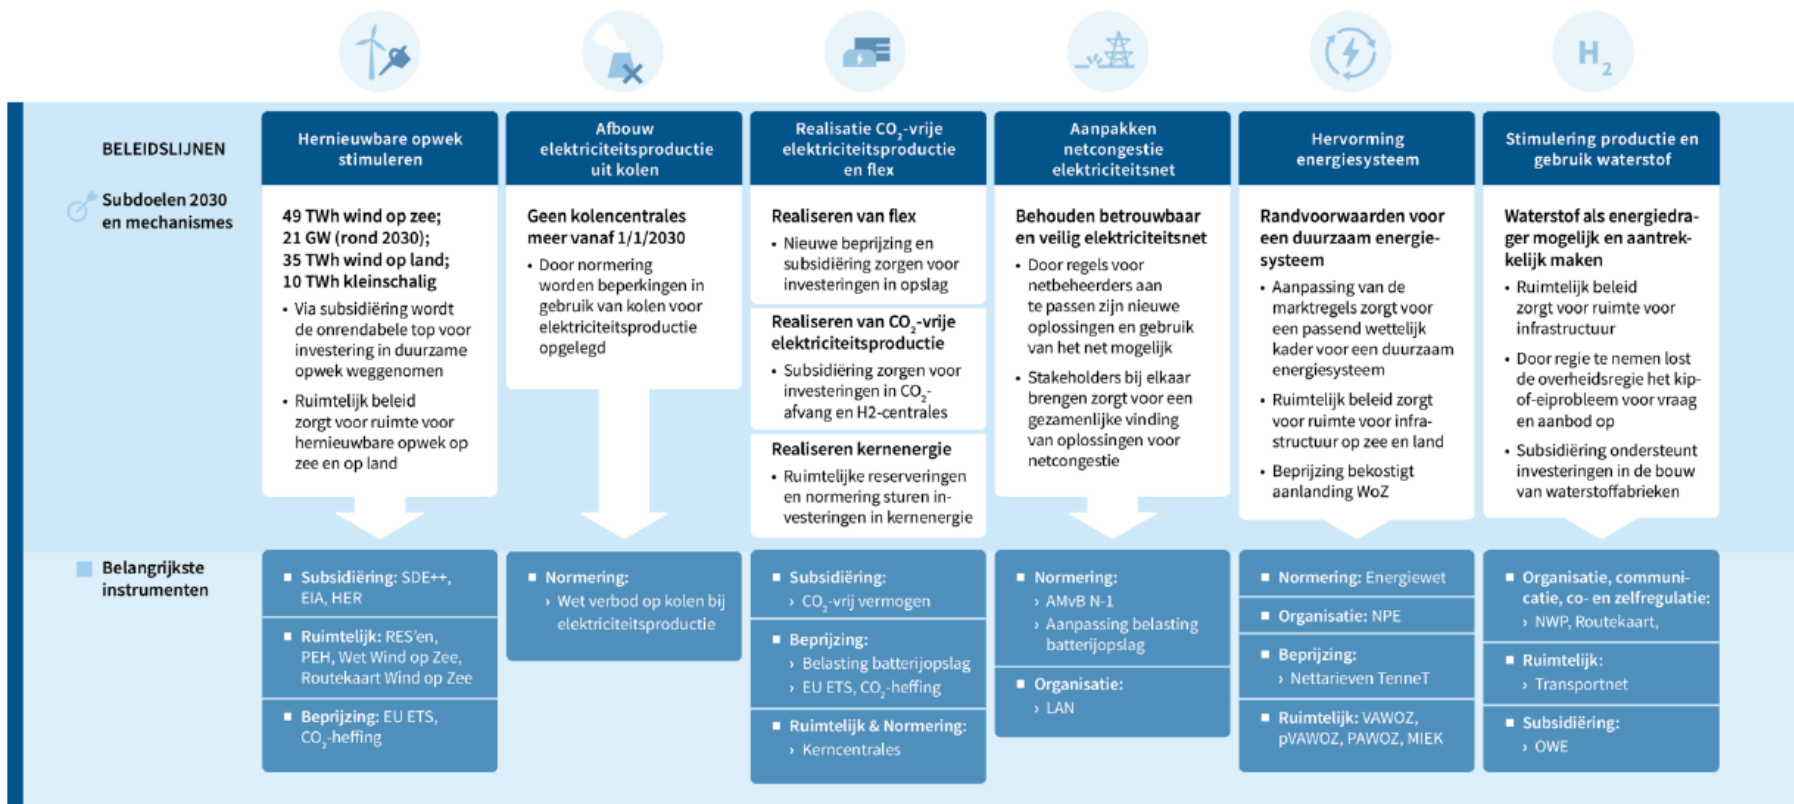 H2
BELEIDSLIJNEN
Hernieuwbare opwek
stimuleren
Afbouw
elektriciteitsproductie
uit kolen
Realisatie CO2-vrije
elektriciteitsproductie
en flex
Aanpakken
netcongestie
elektriciteitsnet
Hervorming
energiesysteem
Stimulering productie en
gebruik waterstof
Subdoelen 2030
en mechanismes
49 TWh wind op zee;
21 GW (rond 2030);
35 TWh wind op land;
10 TWh kleinschalig
• Via subsidiëring wordt
de onrendabele top voor
investering in duurzame
opwek weggenomen
• Ruimtelijk beleid
zorgt voor ruimte voor
hernieuwbare opwek op
zee en op land
Geen kolencentrales
meer vanaf 1/1/2030
• Door normering
worden beperkingen in
gebruik van kolen voor
elektriciteitsproductie
opgelegd
Realiseren van flex
• Nieuwe beprijzing en
subsidiëring zorgen voor
investeringen in opslag
Realiseren van CO2-vrije
elektriciteitsproductie
• Subsidiëring zorgen voor
investeringen in CO2-
afvang en H2-centrales
Realiseren kernenergie
• Ruimtelijke reserveringen
en normering sturen in-
vesteringen in kernenergie
Behouden betrouwbaar
en veilig elektriciteitsnet
• Door regels voor
netbeheerders aan
te passen zijn nieuwe
oplossingen en gebruik
van het net mogelijk
• Stakeholders bij elkaar
brengen zorgt voor een
gezamenlijke vinding
van oplossingen voor
netcongestie
Randvoorwaarden voor
een duurzaam energie-
systeem
• Aanpassing van de
marktregels zorgt voor
een passend wettelijk
kader voor een duurzaam
energiesysteem
• Ruimtelijk beleid zorgt
voor ruimte voor infra-
structuur op zee en land
• Beprijzing bekostigt
aanlanding WoZ
Waterstof als energiedra-
ger mogelijk en aantrek-
kelijk maken
• Ruimtelijk beleid
zorgt voor ruimte voor
infrastructuur
• Door regie te nemen lost
de overheidsregie het kip-
of-eiprobleem voor vraag
en aanbod op
• Subsidiëring ondersteunt
investeringen in de bouw
van waterstoffabrieken
Belangrijkste
instrumenten
■ Subsidiëring: SDE++,
EIA, HER
■ Ruimtelijk: RES'en,
PEH, Wet Wind op Zee,
Routekaart Wind op Zee
■ Beprijzing: EU ETS,
CO2-heffing
■ Normering:
› Wet verbod op kolen bij
elektriciteitsproductie
■ Subsidiëring:
› CO2-vrij vermogen
■ Beprijzing:
› Belasting batterijopslag
› EU ETS, CO2-heffing
■ Ruimtelijk & Normering:
› Kerncentrales
■ Normering:
› AMvB N-1
› Aanpassing belasting
batterijopslag
■ Organisatie:
› LAN
■ Normering: Energiewet
■ Organisatie: NPE
■ Beprijzing:
› Nettarieven TenneT
■ Ruimtelijk: VAWOZ,
pVAWOZ, PAWOZ, MIEK
■ Organisatie, communi-
catie, co- en zelfregulatie:
› NWP, Routekaart,
■ Ruimtelijk:
› Transportnet
■ Subsidiëring:
› OWE